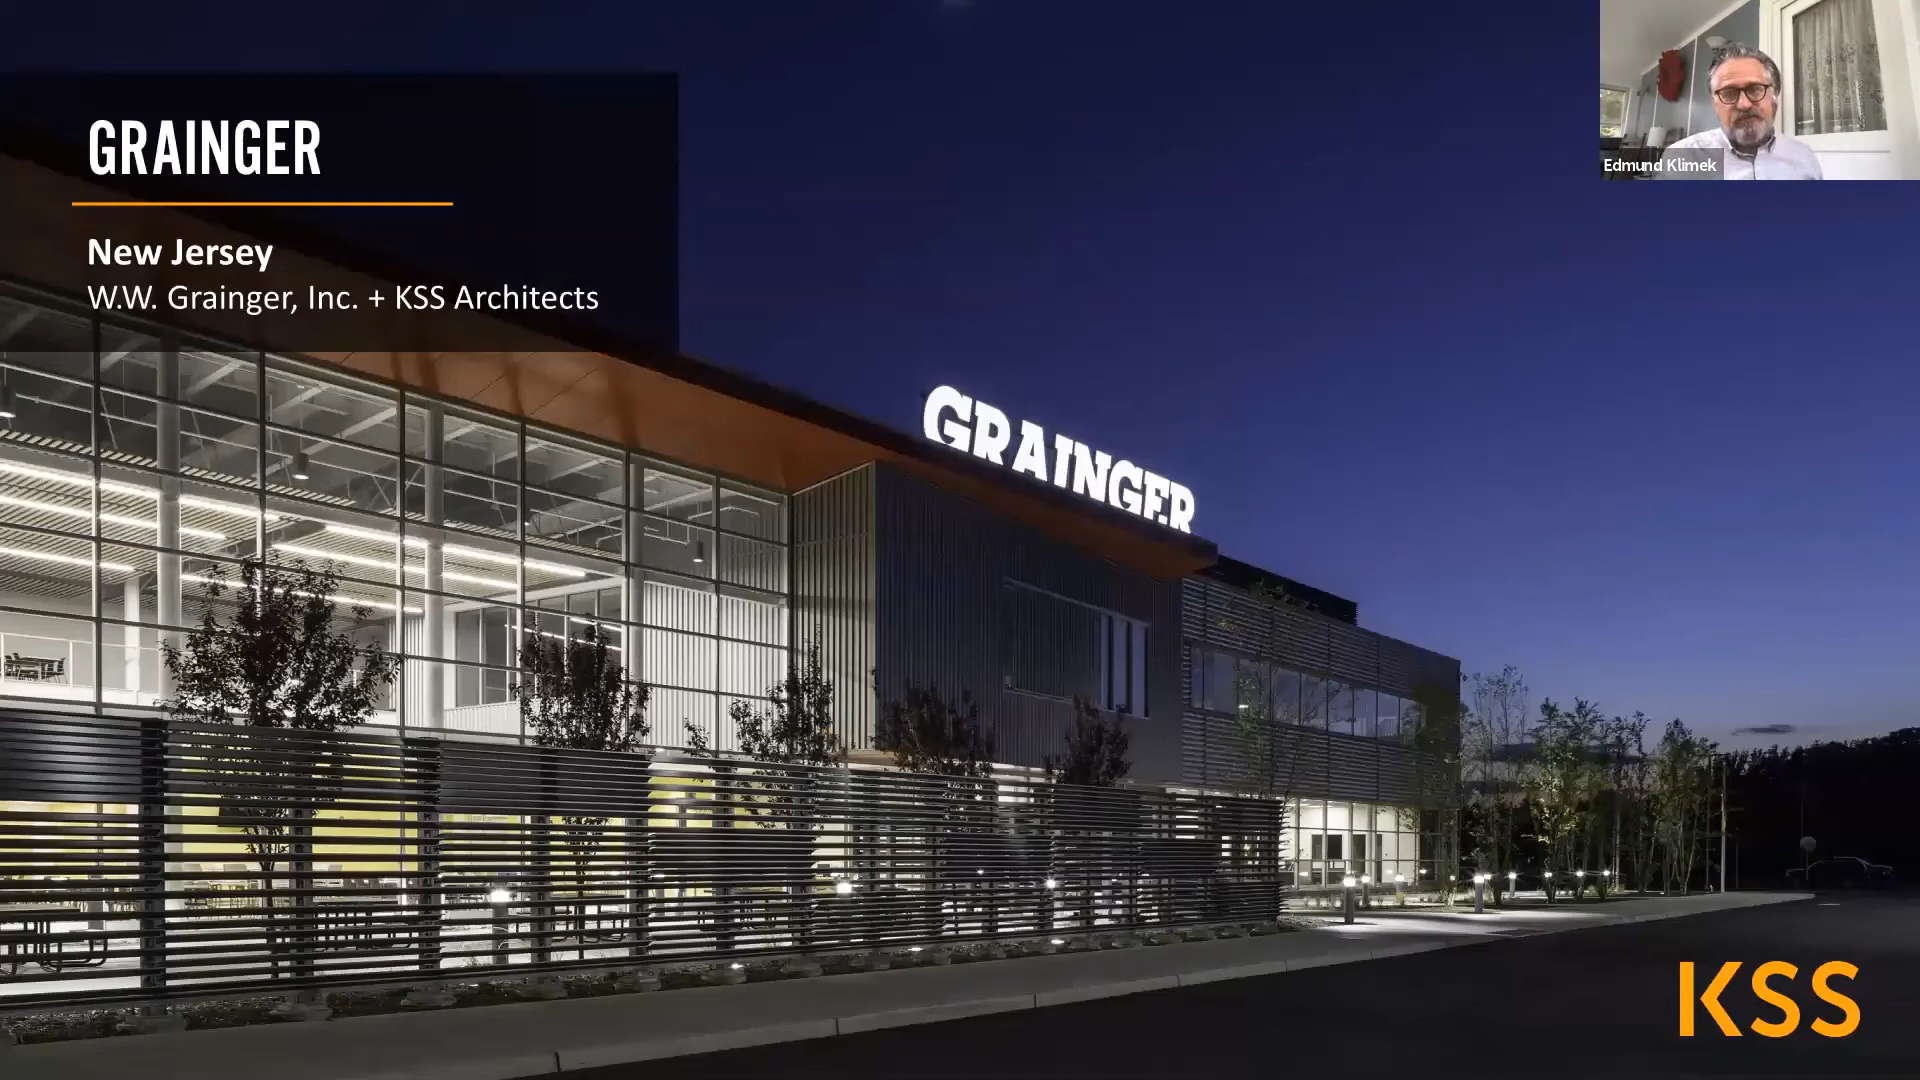 GRAINGER
New Jersey
W.W. Grainger, Inc. + KSS Architects
Edmund Klimek
GRAINGER
KSS